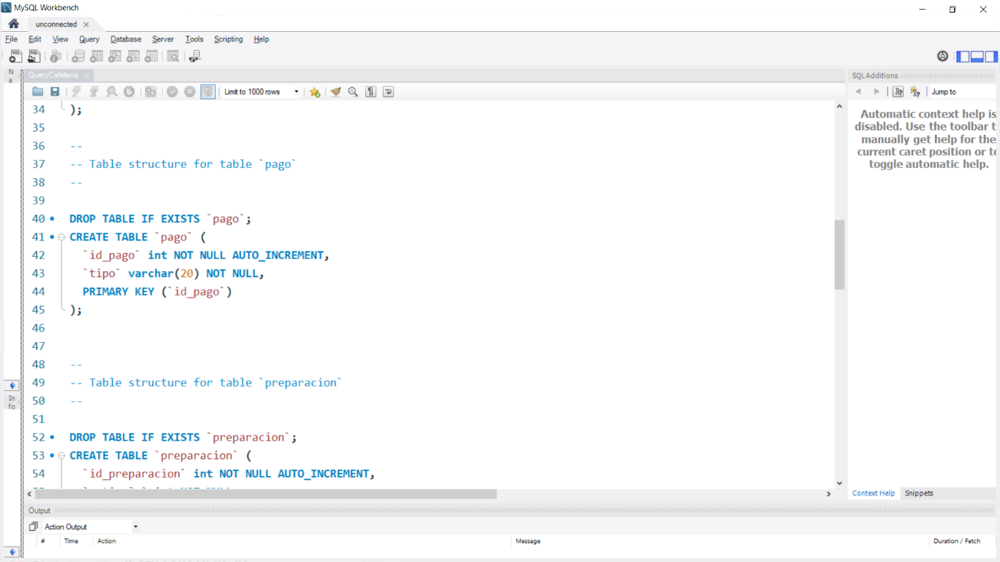 MySQL Workbench
unconnected
File Edit View Query Database Server Tools Scripting Help
N
a
QueryCafeteria
SQLAdditions
Limit to 1000 rows
Jump to
34 );
35
36 --
37 -- Table structure for table `pago`
38 --
39
40 DROP TABLE IF EXISTS `pago`;
41 CREATE TABLE `pago` (
42 `id_pago` int NOT NULL AUTO_INCREMENT,
43 `tipo` varchar(20) NOT NULL,
44 PRIMARY KEY (`id_pago`)
45 );
46
47
48 --
49 -- Table structure for table `preparacion`
50 --
51
52 DROP TABLE IF EXISTS `preparacion`;
53 CREATE TABLE `preparacion` (
54 `id_preparacion` int NOT NULL AUTO_INCREMENT,
In
fo
Automatic context help is
disabled. Use the toolbar t
manually get help for the
current caret position or to
toggle automatic help.
Context Help Snippets
Output
Action Output
# Time Action Message Duration / Fetch